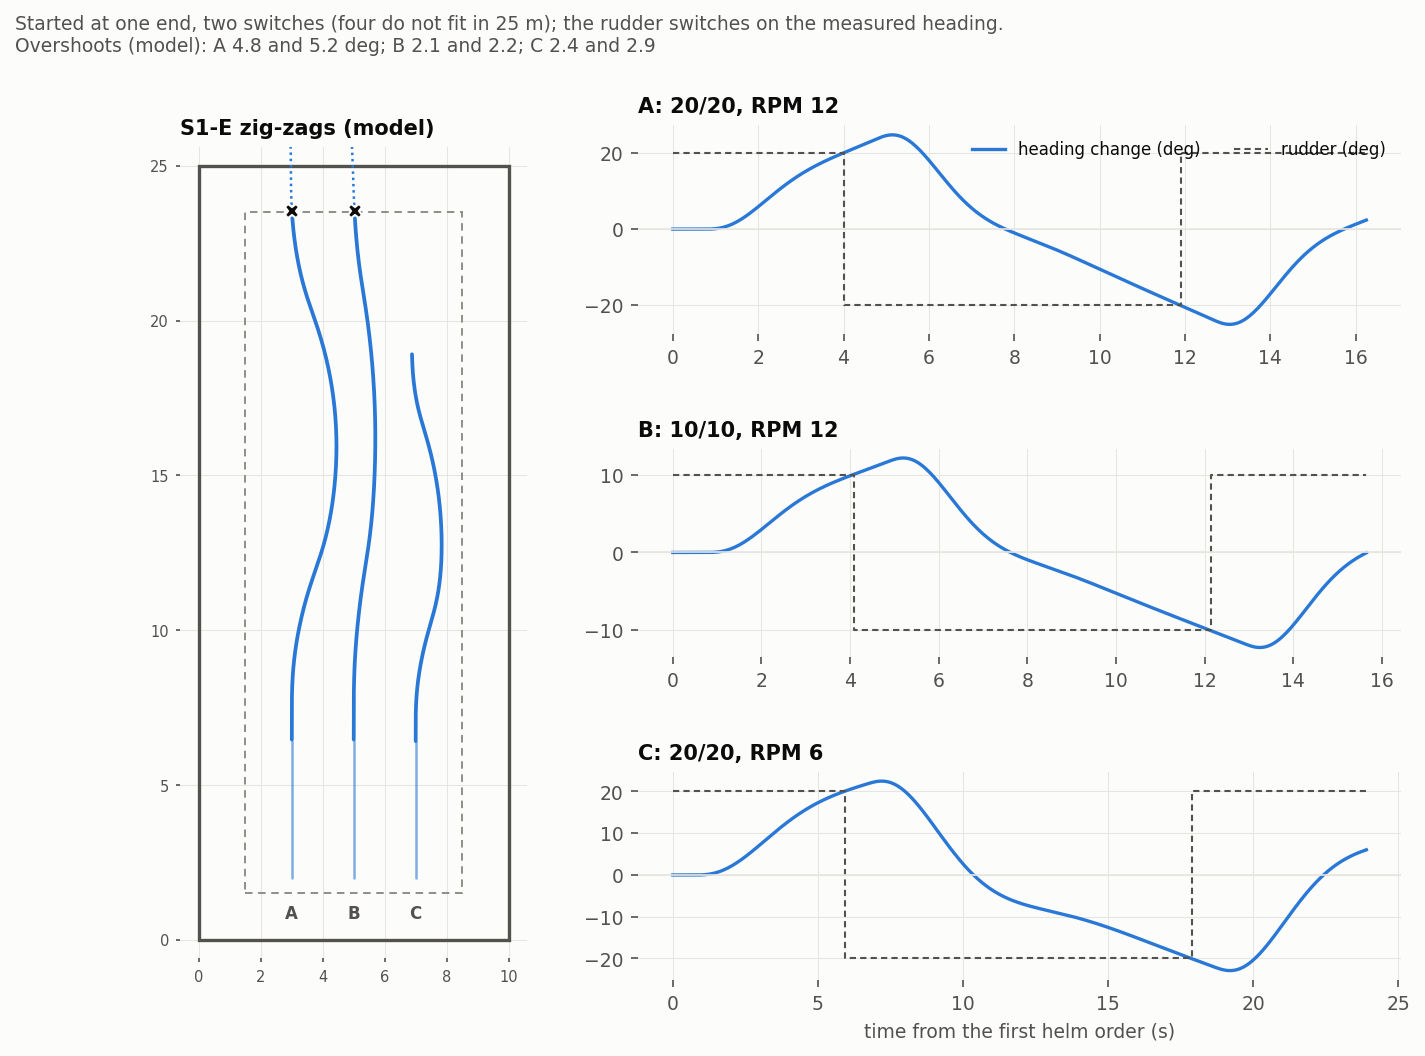 Started at one end, two switches (four do not fit in 25 m); the rudder switches on the measured heading.
Overshoots (model): A 4.8 and 5.2 deg; B 2.1 and 2.2; C 2.4 and 2.9
S1-E zig-zags (model)
25
20
15
10
5
0
A B C
0 2 4 6 8 10
A: 20/20, RPM 12
heading change (deg) rudder (deg)
20
0
−20
0 2 4 6 8 10 12 14 16
B: 10/10, RPM 12
10
0
−10
0 2 4 6 8 10 12 14 16
C: 20/20, RPM 6
20
10
0
−10
−20
0 5 10 15 20 25
time from the first helm order (s)